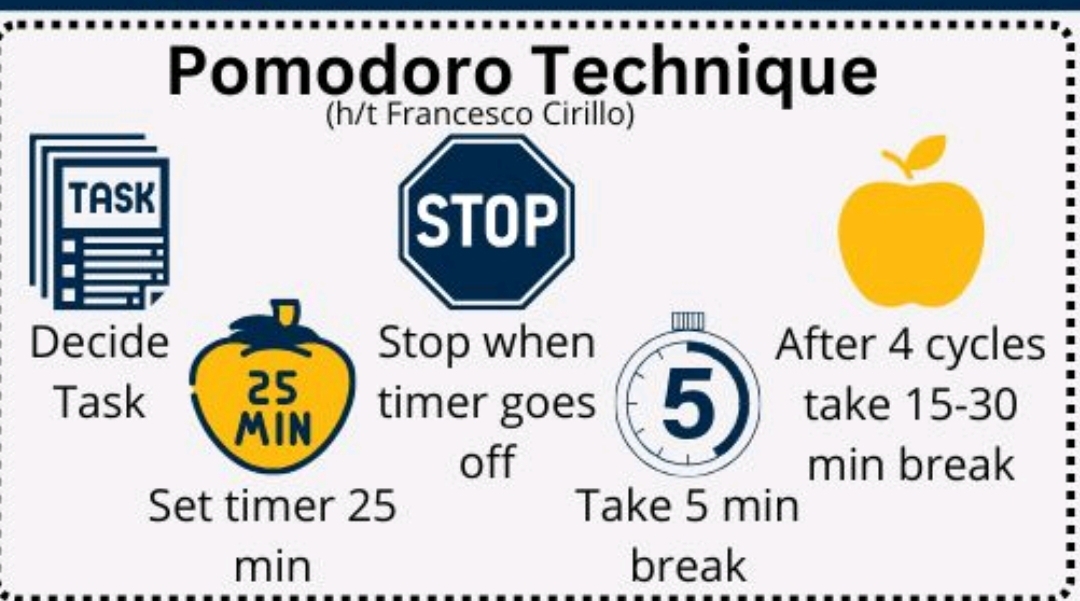 Pomodoro Technique
(h/t Francesco Cirillo)
TASK
Decide
Task
25
MIN
Set timer 25
min
STOP
Stop when
timer goes
off
5
Take 5 min
break
After 4 cycles
take 15-30
min break